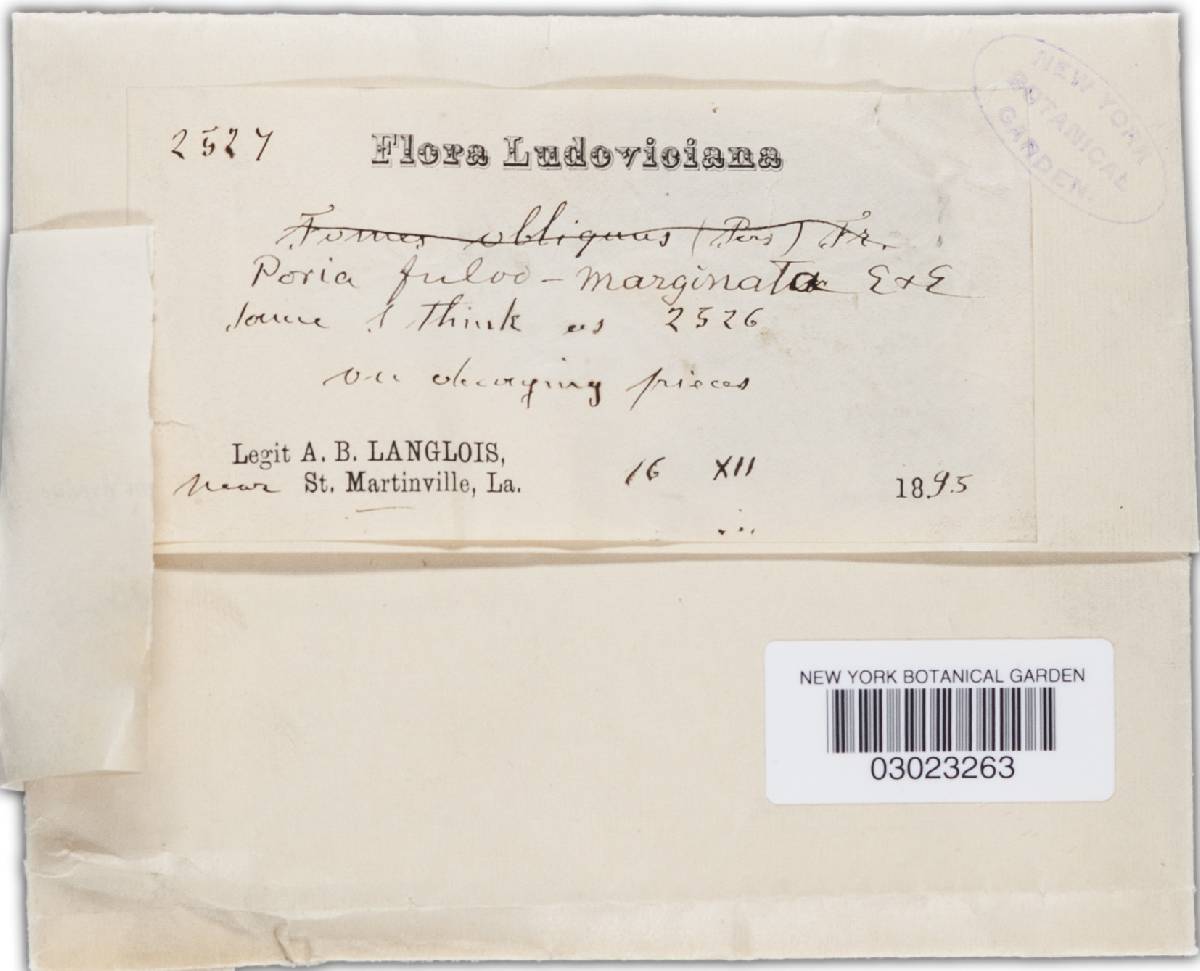 2527
Flora Ludoviciana
NEW YORK
BOTANICAL
GARDEN.
Fomes obliquus (Pers) Fr.
Poria fulvo-marginata E & E
same I think as 2526
on decaying pieces
Legit A. B. LANGLOIS,
near St. Martinville, La. 16 XII 1895
NEW YORK BOTANICAL GARDEN
03023263